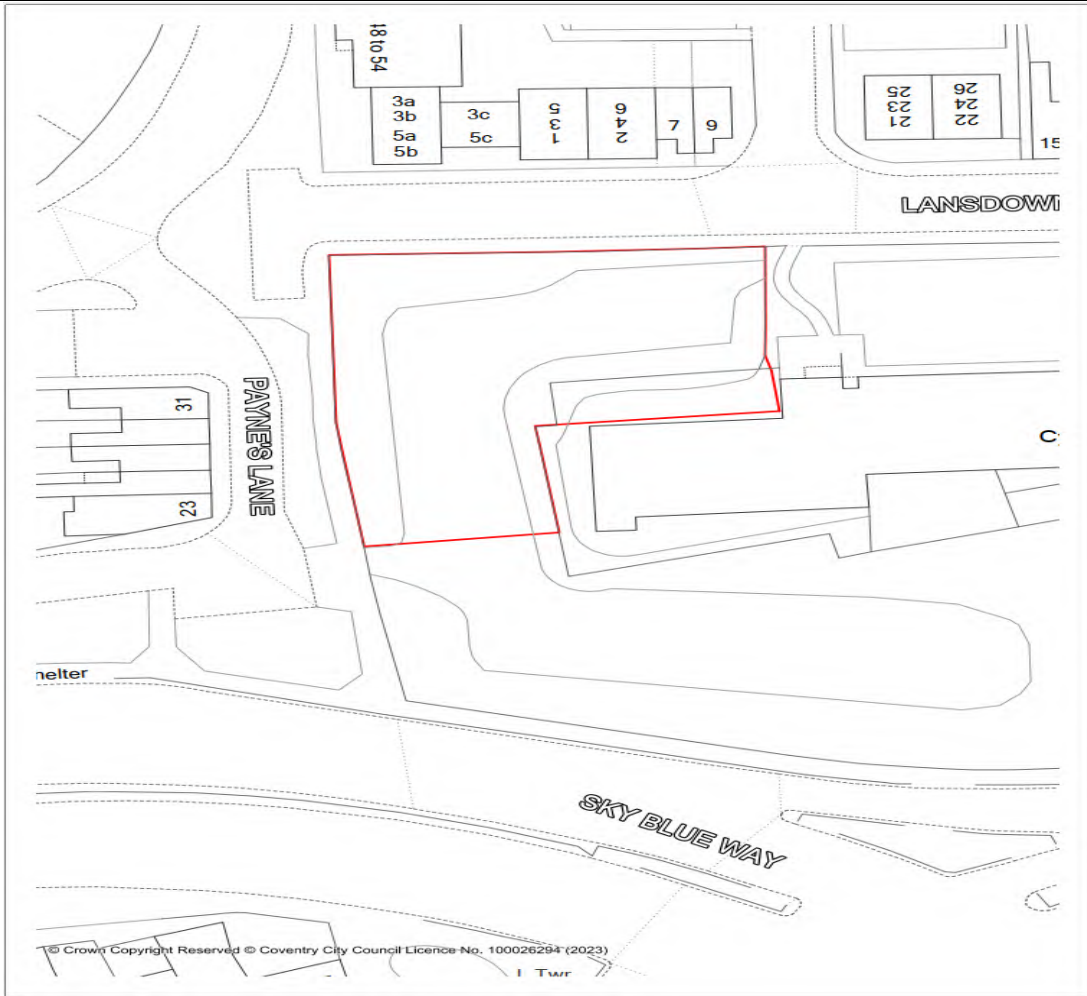 48 to 54
3a
3b
5a
5b
3c
5c
1
3
5
2
4
6
7
9
21
23
25
22
24
26
15
LANSDOW
31
PAYNE'S LANE
23
C
helter
SKY BLUE WAY
© Crown Copyright Reserved © Coventry City Council Licence No. 100026294 (2023)
Twr